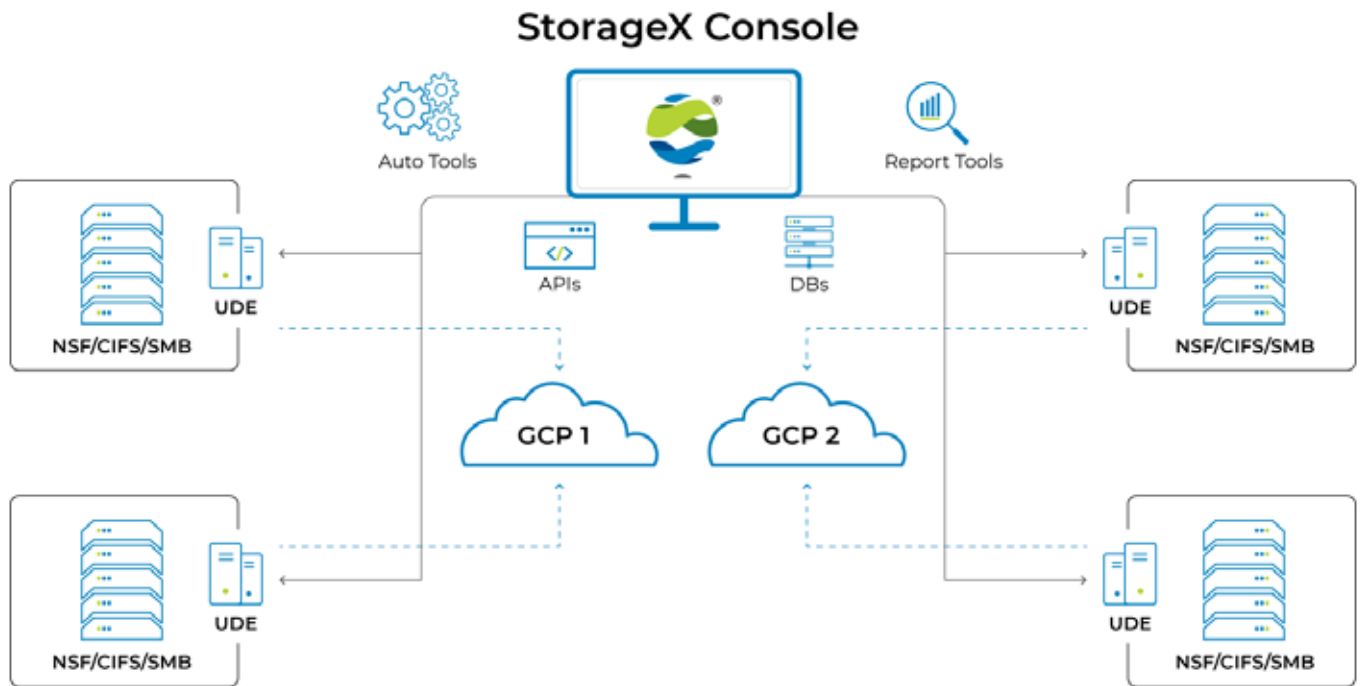 StorageX Console
®
Auto Tools
Report Tools
APIs
DBs
UDE
NSF/CIFS/SMB
UDE
NSF/CIFS/SMB
GCP 1
GCP 2
UDE
NSF/CIFS/SMB
UDE
NSF/CIFS/SMB